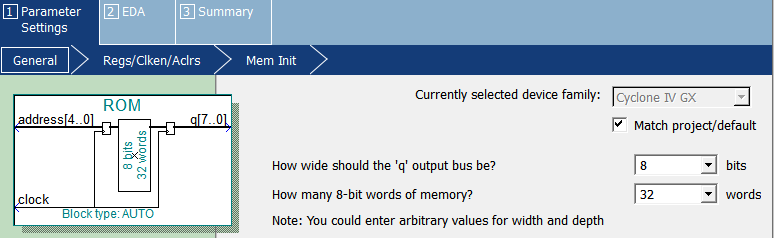 1 Parameter Settings
2 EDA
3 Summary
General
Regs/Clken/Aclrs
Mem Init
ROM
address[4..0]
q[7..0]
8 bits
32 words
clock
Block type: AUTO
Currently selected device family:
Cyclone IV GX
Match project/default
How wide should the 'q' output bus be?
8
bits
How many 8-bit words of memory?
32
words
Note: You could enter arbitrary values for width and depth